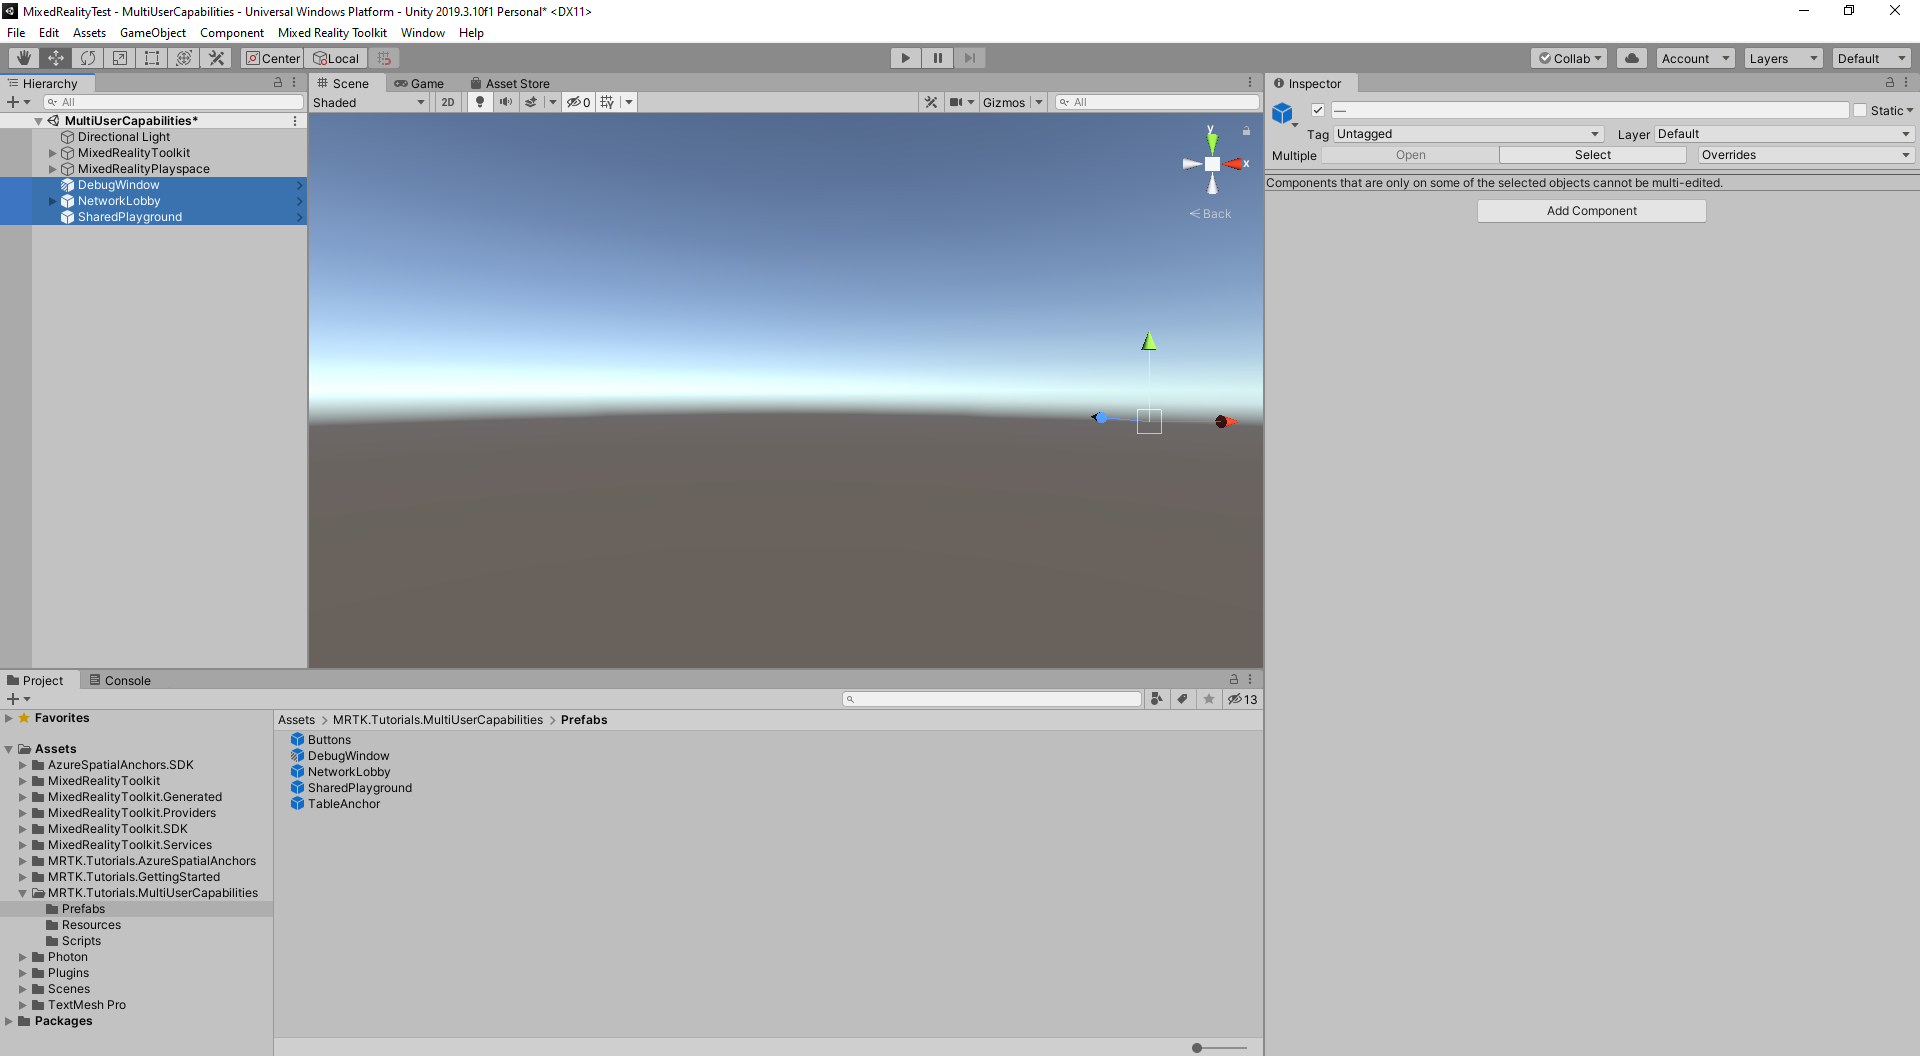 MixedRealityTest - MultiUserCapabilities - Universal Windows Platform - Unity 2019.3.10f1 Personal* <DX11>
File Edit Assets GameObject Component Mixed Reality Toolkit Window Help
Center Local Collab Account Layers Default
Hierarchy
All
MultiUserCapabilities*
Directional Light
MixedRealityToolkit
MixedRealityPlayspace
DebugWindow
NetworkLobby
SharedPlayground
Scene Game Asset Store
Shaded 2D 0 Gizmos All
y
x
Back
Inspector
— Static
Tag Untagged Layer Default
Multiple Open Select Overrides
Components that are only on some of the selected objects cannot be multi-edited.
Add Component
Project Console
13
Favorites
Assets
AzureSpatialAnchors.SDK
MixedRealityToolkit
MixedRealityToolkit.Generated
MixedRealityToolkit.Providers
MixedRealityToolkit.SDK
MixedRealityToolkit.Services
MRTK.Tutorials.AzureSpatialAnchors
MRTK.Tutorials.GettingStarted
MRTK.Tutorials.MultiUserCapabilities
Prefabs
Resources
Scripts
Photon
Plugins
Scenes
TextMesh Pro
Packages
Assets > MRTK.Tutorials.MultiUserCapabilities > Prefabs
Buttons
DebugWindow
NetworkLobby
SharedPlayground
TableAnchor